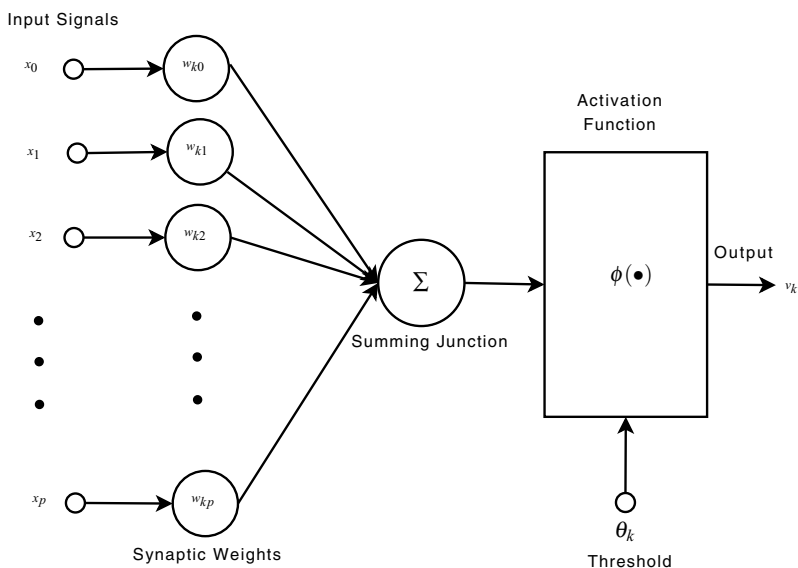 Input Signals
x0
wk0
x1
wk1
x2
wk2
xp
wkp
Synaptic Weights
Σ
Summing Junction
Activation
Function
ϕ(•)
Output
vk
θk
Threshold